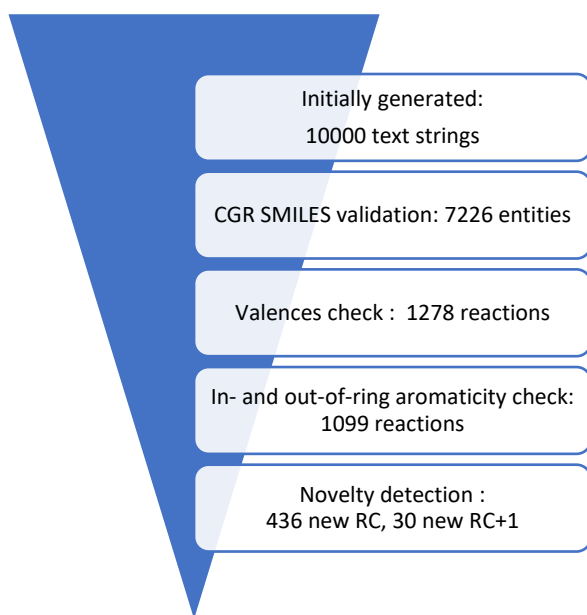 Initially generated:
10000 text strings
CGR SMILES validation: 7226 entities
Valences check :  1278 reactions
In- and out-of-ring aromaticity check:
1099 reactions
Novelty detection :
436 new RC, 30 new RC+1